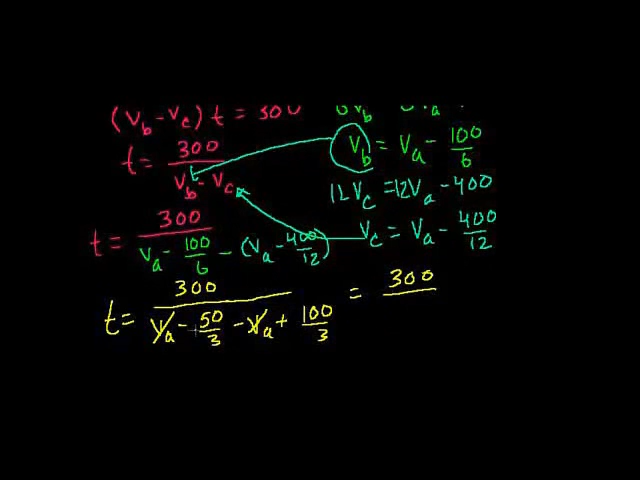 (V_b - V_c) t = 300
t = 300 / (V_b - V_c)
t = 300 / (V_a - 100/6 - (V_a - 400/12))
t = 300 / (V_a - 50/3 - V_a + 100/3) = 300
V_b = V_a - 100/6
12V_c = 12V_a - 400
V_c = V_a - 400/12